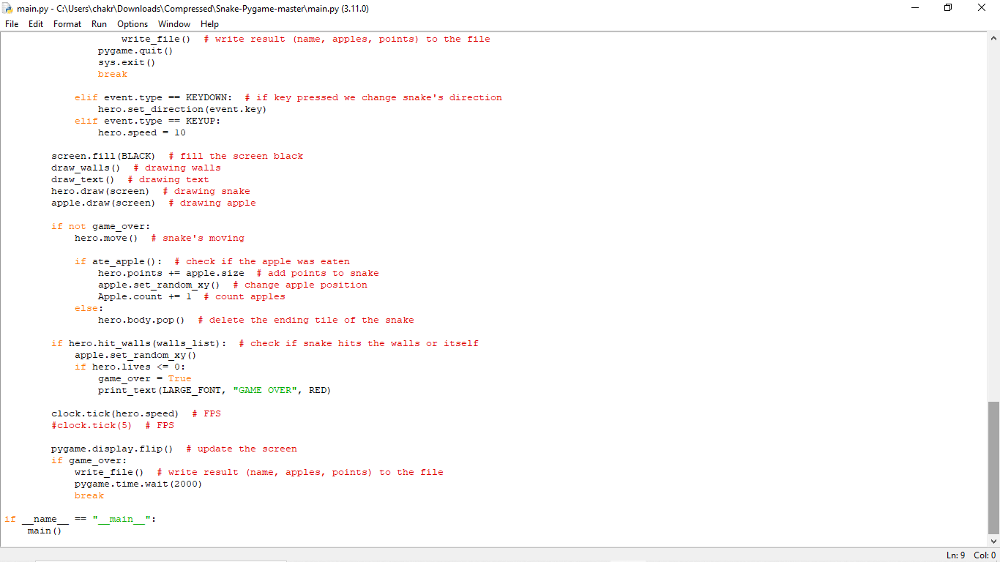 main.py - C:\Users\chakr\Downloads\Compressed\Snake-Pygame-master\main.py (3.11.0)
File Edit Format Run Options Window Help
                    write_file()  # write result (name, apples, points) to the file
                pygame.quit()
                sys.exit()
                break

            elif event.type == KEYDOWN:  # if key pressed we change snake's direction
                hero.set_direction(event.key)
            elif event.type == KEYUP:
                hero.speed = 10

        screen.fill(BLACK)  # fill the screen black
        draw_walls()  # drawing walls
        draw_text()  # drawing text
        hero.draw(screen)  # drawing snake
        apple.draw(screen)  # drawing apple

        if not game_over:
            hero.move()  # snake's moving

            if ate_apple():  # check if the apple was eaten
                hero.points += apple.size  # add points to snake
                apple.set_random_xy()  # change apple position
                Apple.count += 1  # count apples
            else:
                hero.body.pop()  # delete the ending tile of the snake

        if hero.hit_walls(walls_list):  # check if snake hits the walls or itself
            apple.set_random_xy()
            if hero.lives <= 0:
                game_over = True
                print_text(LARGE_FONT, "GAME OVER", RED)

        clock.tick(hero.speed)  # FPS
        #clock.tick(5)  # FPS

        pygame.display.flip()  # update the screen
        if game_over:
            write_file()  # write result (name, apples, points) to the file
            pygame.time.wait(2000)
            break

if __name__ == "__main__":
    main()
Ln: 9 Col: 0